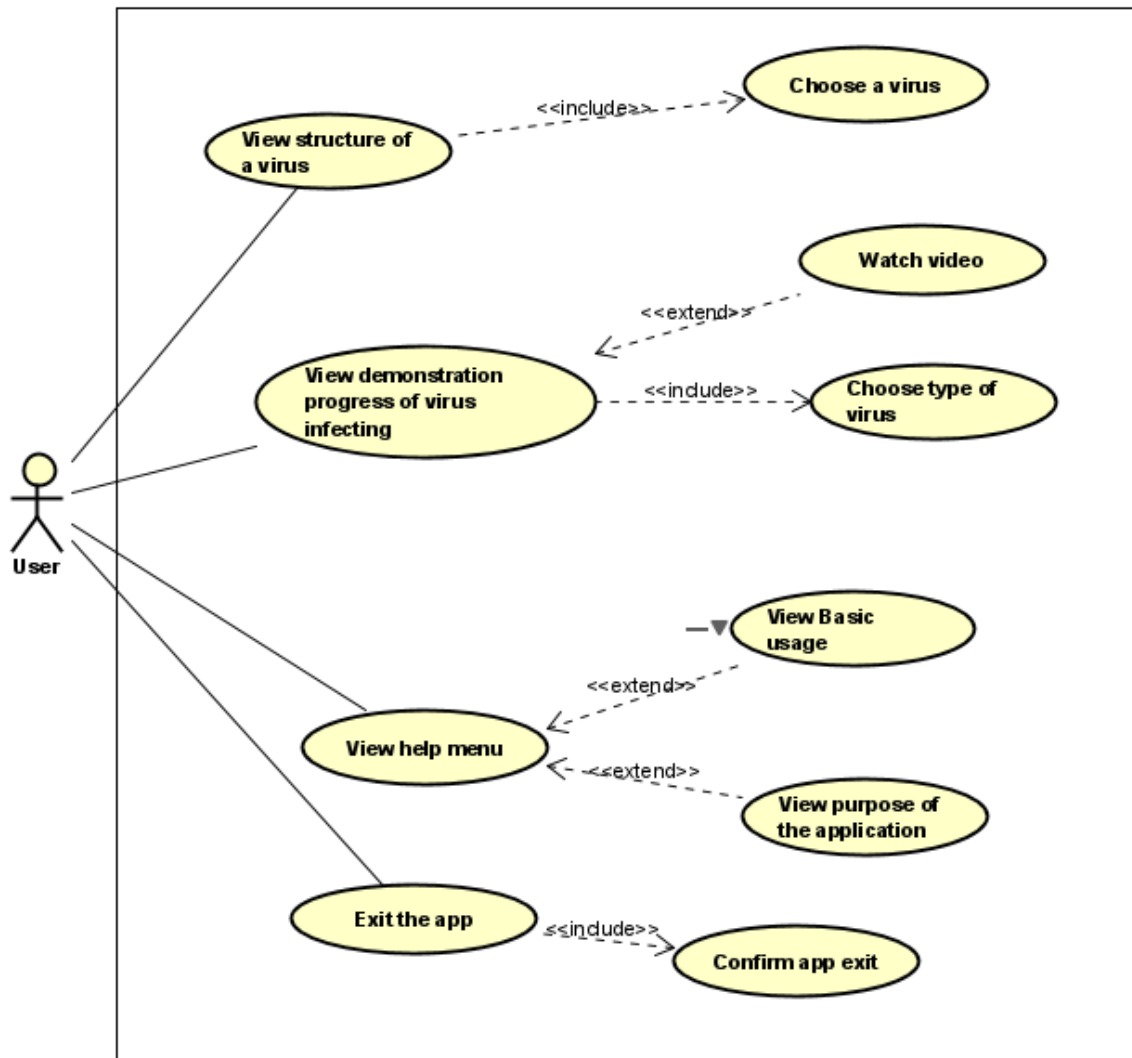 Choose a virus
<<include>>
View structure of
a virus
Watch video
<<extend>>
View demonstration
progress of virus
infecting
<<include>>
Choose type of
virus
User
View Basic
usage
<<extend>>
View help menu
<<extend>>
View purpose of
the application
Exit the app
<<include>>
Confirm app exit